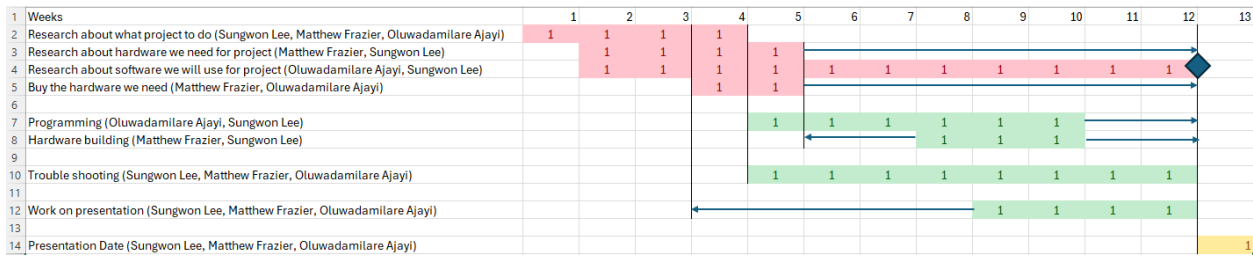 1 Weeks 1 2 3 4 5 6 7 8 9 10 11 12 13
2 Research about what project to do (Sungwon Lee, Matthew Frazier, Oluwadamilare Ajayi) 1 1 1 1
3 Research about hardware we need for project (Matthew Frazier, Sungwon Lee) 1 1 1 1
4 Research about software we will use for project (Oluwadamilare Ajayi, Sungwon Lee) 1 1 1 1 1 1 1 1 1 1 1
5 Buy the hardware we need (Matthew Frazier, Oluwadamilare Ajayi) 1 1
6
7 Programming (Oluwadamilare Ajayi, Sungwon Lee) 1 1 1 1 1 1
8 Hardware building (Matthew Frazier, Sungwon Lee) 1 1 1
9
10 Trouble shooting (Sungwon Lee, Matthew Frazier, Oluwadamilare Ajayi) 1 1 1 1 1 1 1 1
11
12 Work on presentation (Sungwon Lee, Matthew Frazier, Oluwadamilare Ajayi) 1 1 1 1
13
14 Presentation Date (Sungwon Lee, Matthew Frazier, Oluwadamilare Ajayi) 1